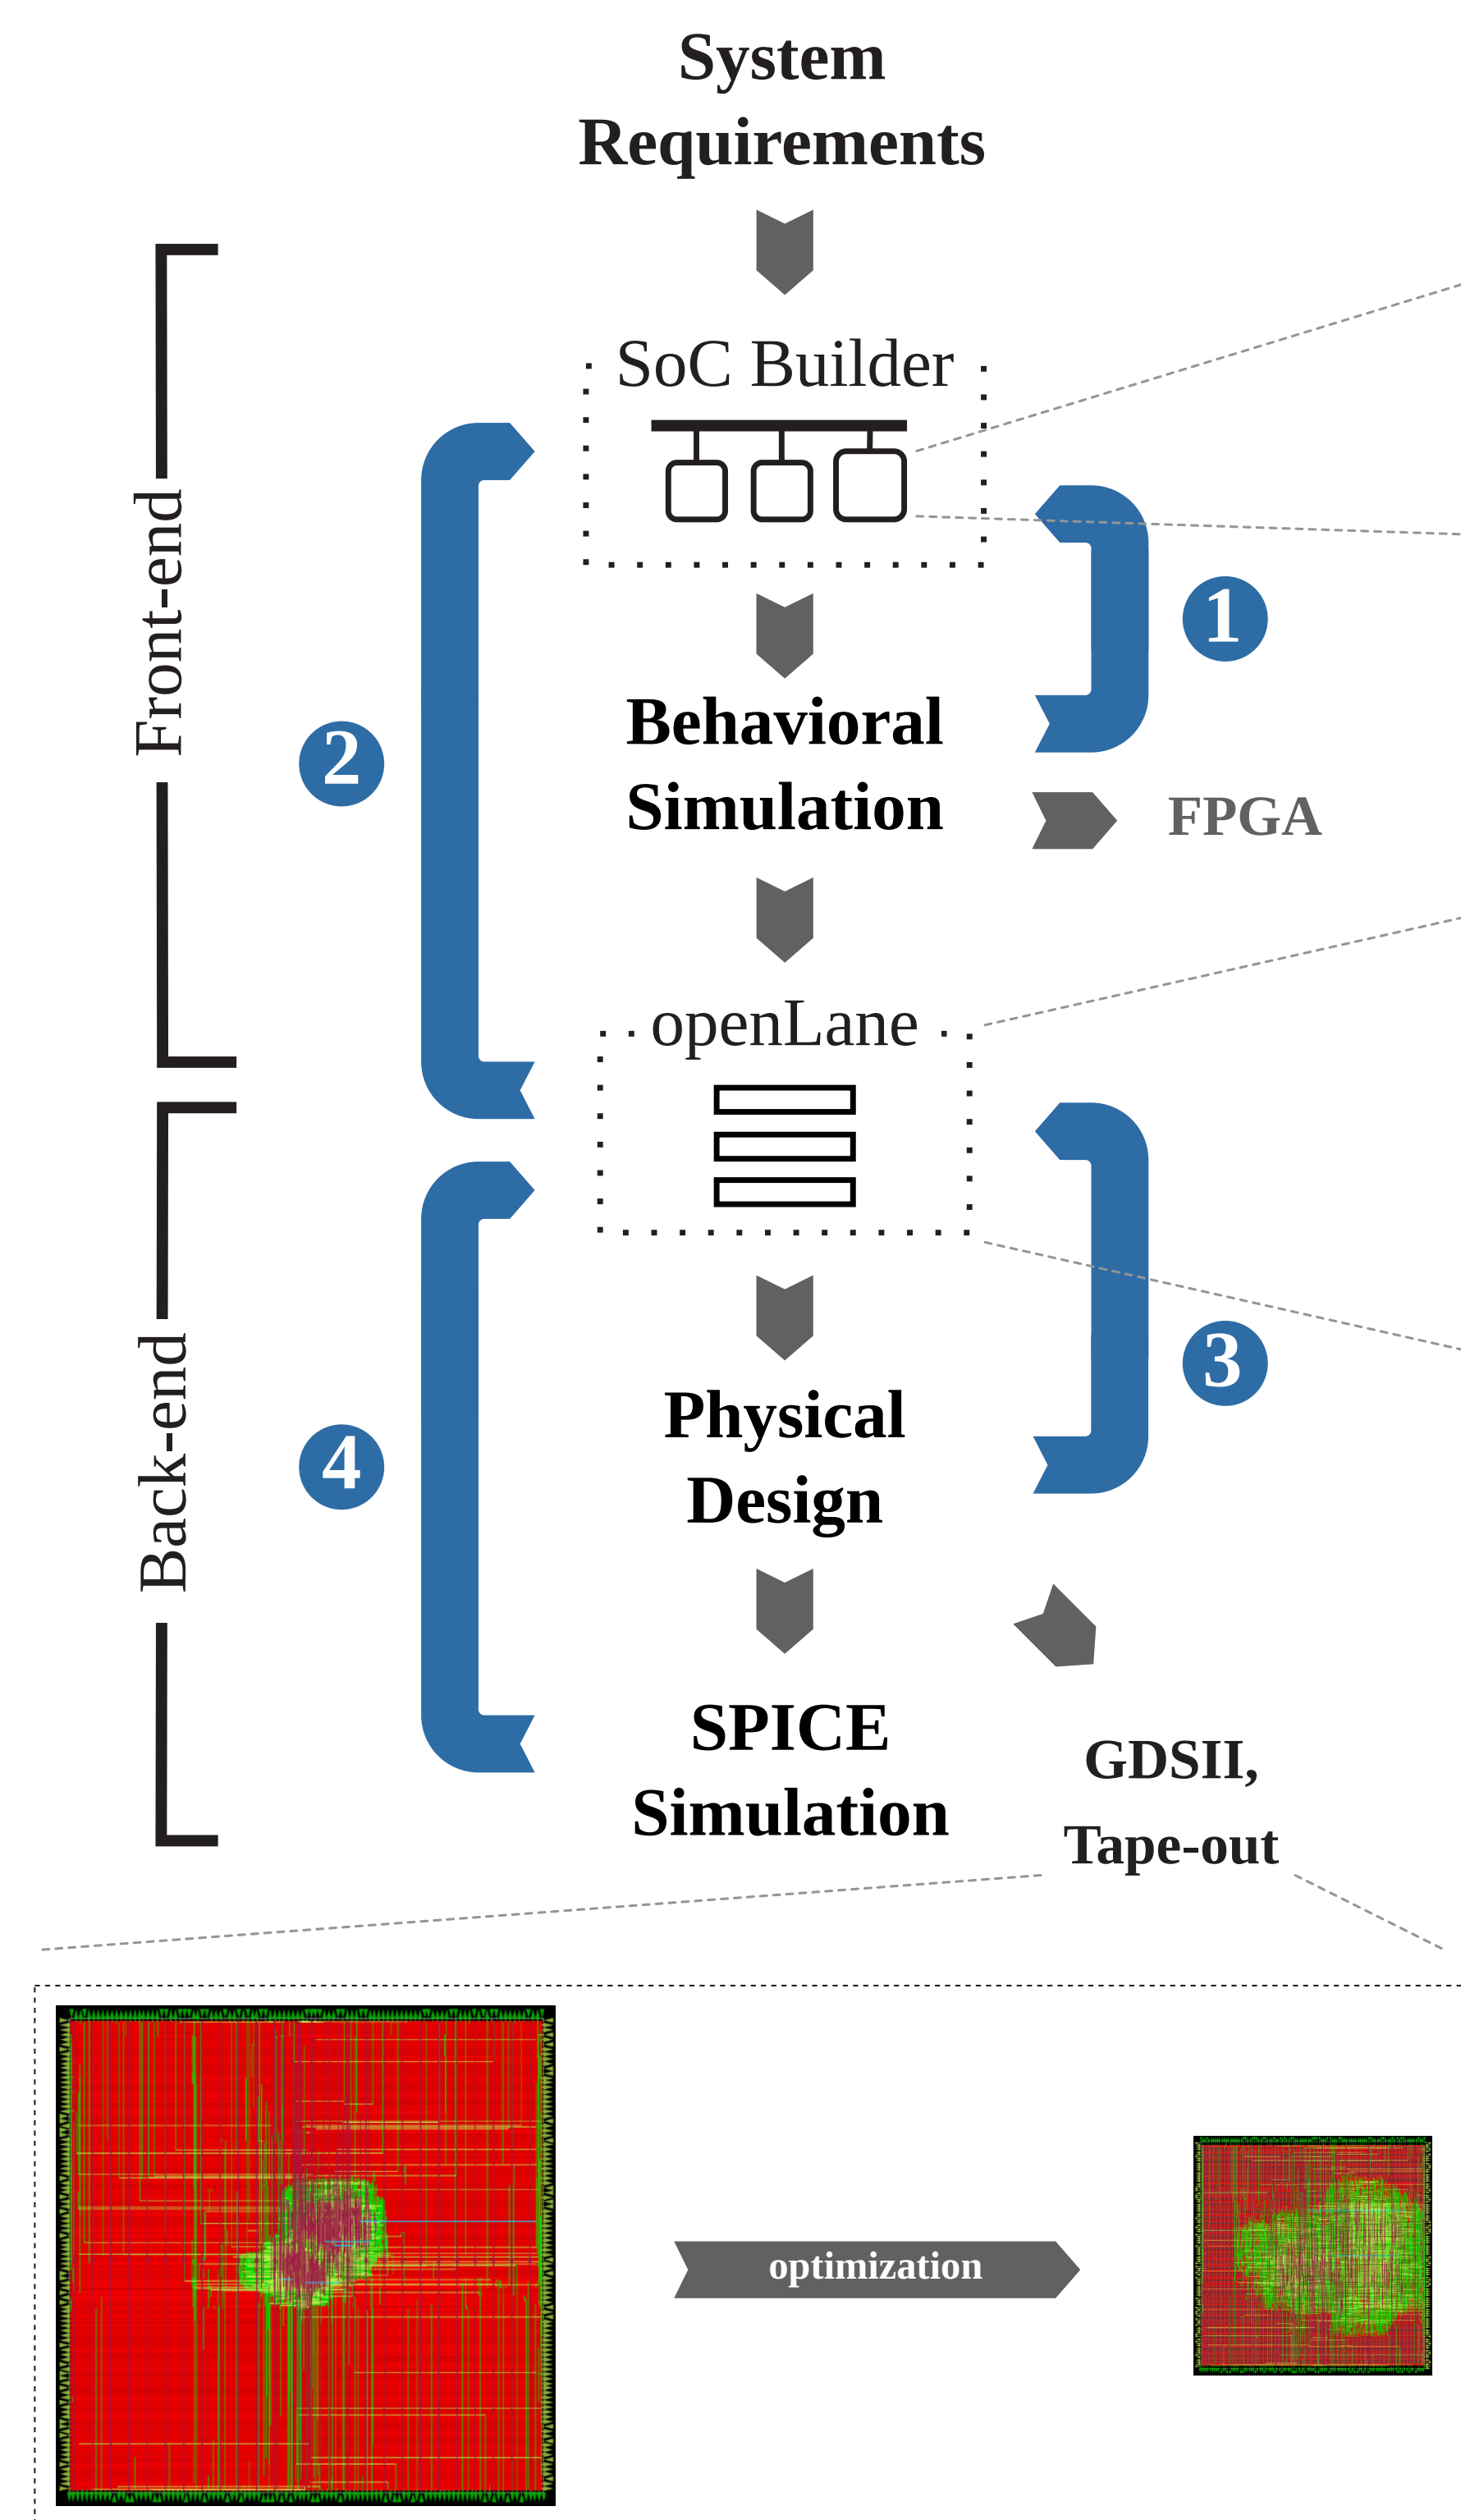 System
Requirements
SoC Builder
Front-end
1
Behavioral
Simulation
2
FPGA
openLane
Back-end
3
Physical
Design
4
SPICE
Simulation
GDSII,
Tape-out
optimization